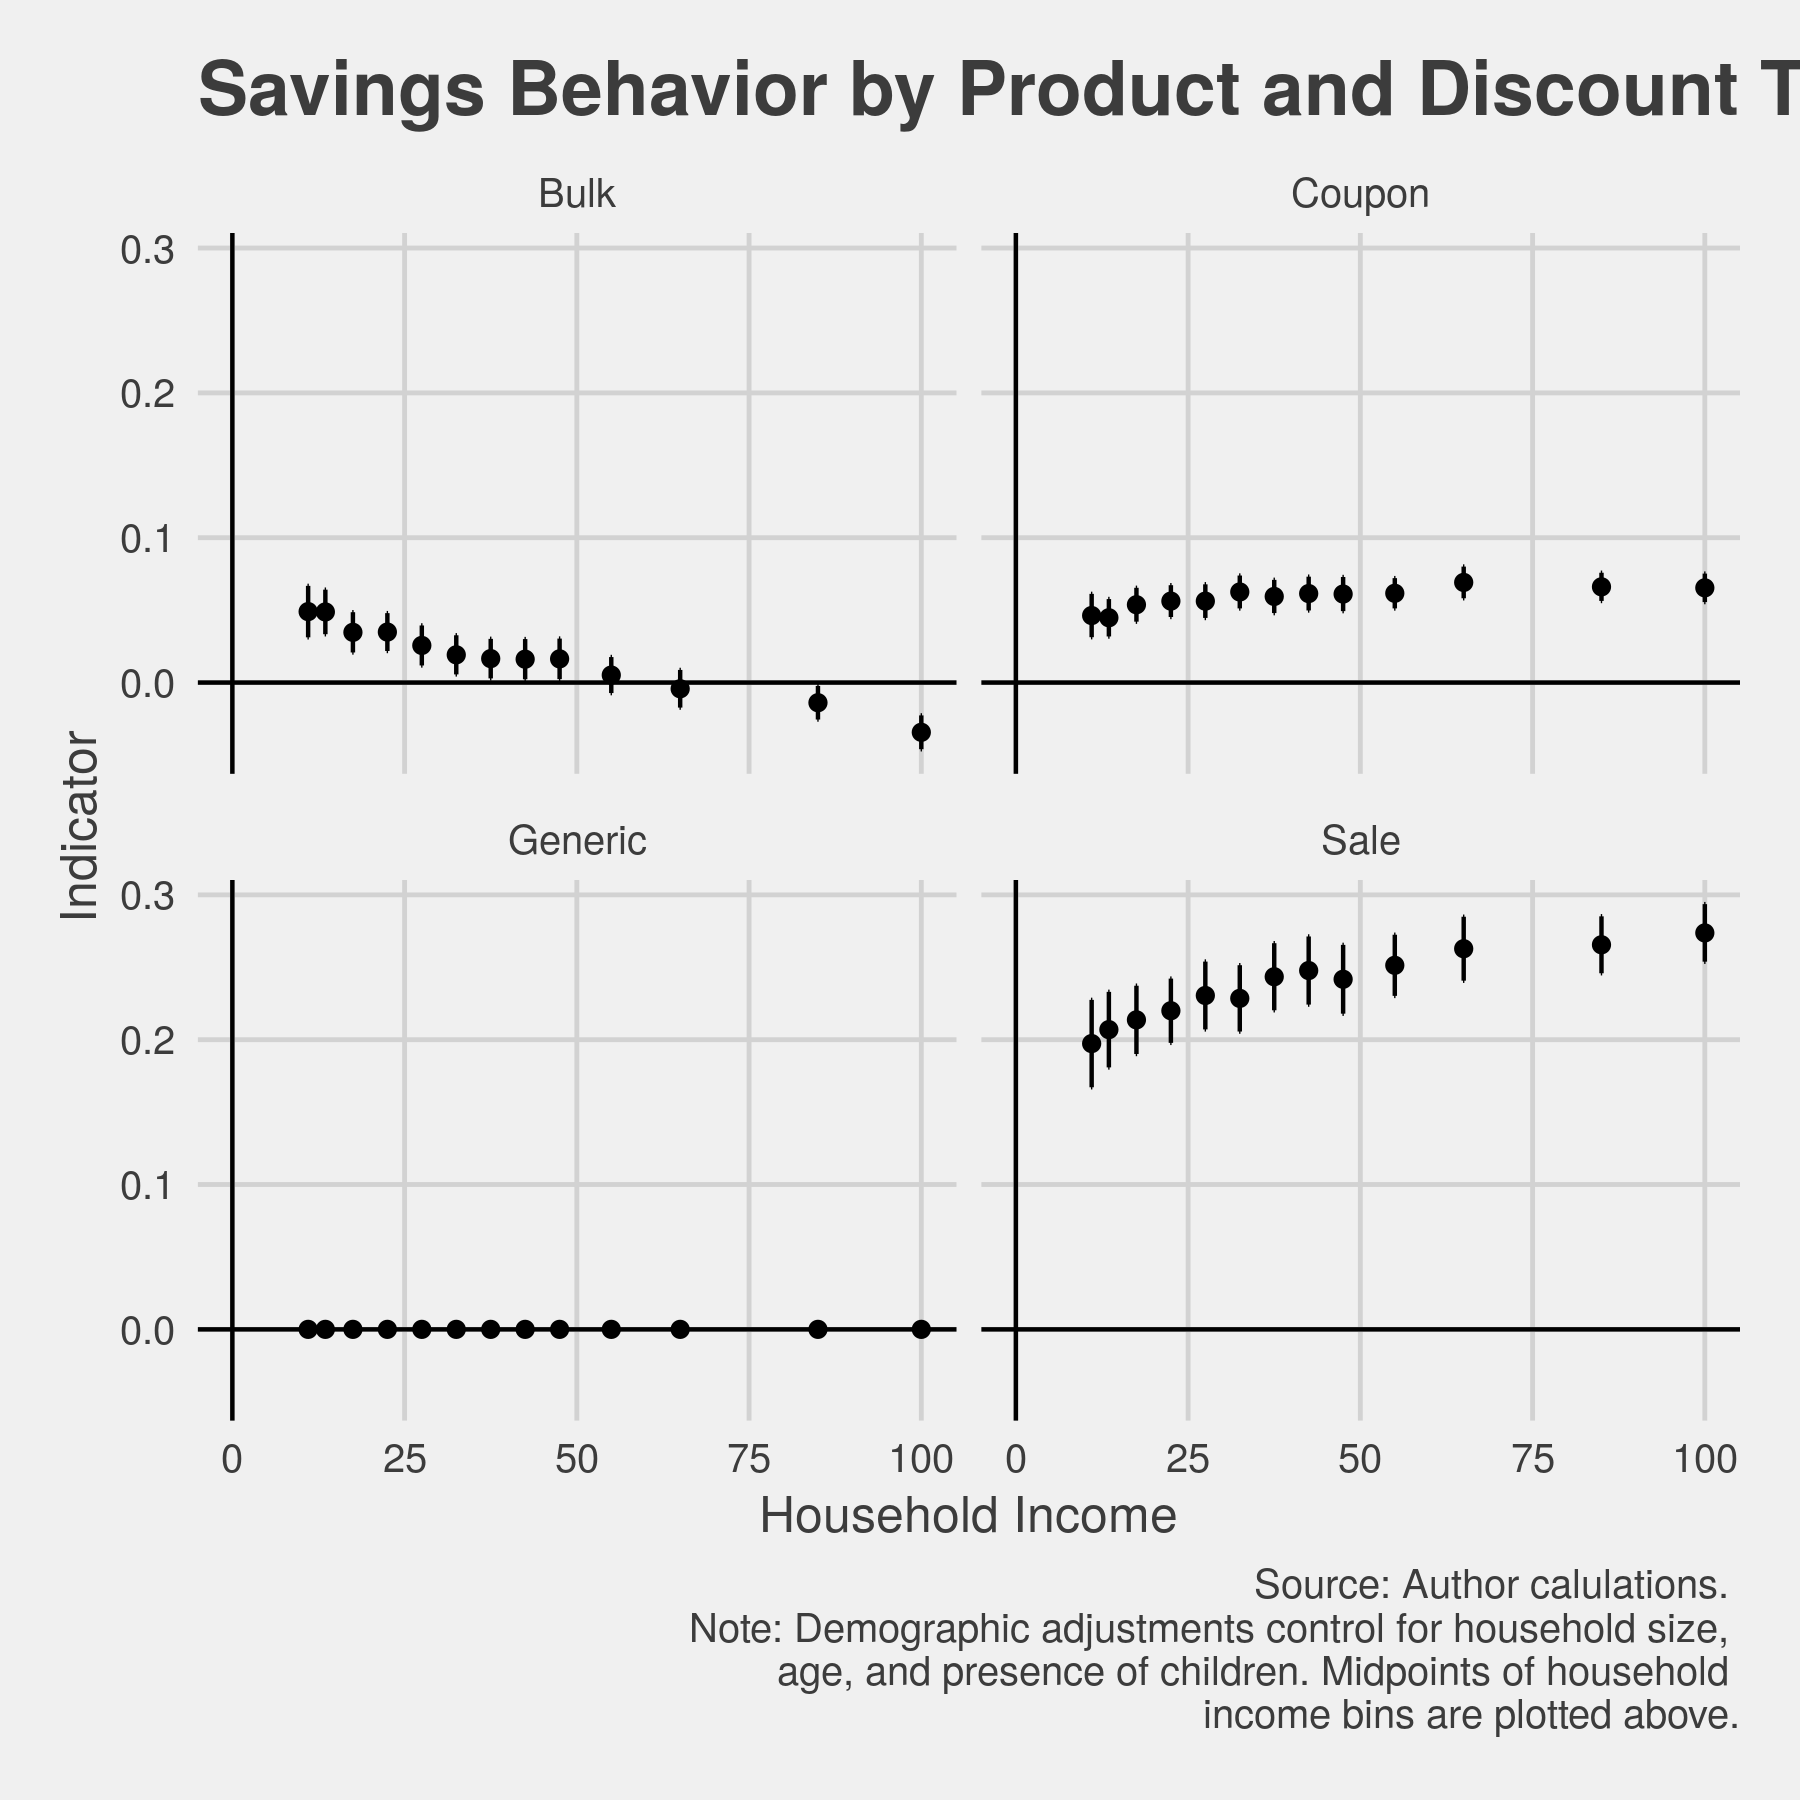 Savings Behavior by Product and Discount T
Bulk
Coupon
0.3
0.2
0.1
0.0
Indicator
Generic
Sale
0.3
0.2
0.1
0.0
0 25 50 75 100 0 25 50 75 100
Household Income
Source: Author calulations.
Note: Demographic adjustments control for household size,
age, and presence of children. Midpoints of household
income bins are plotted above.